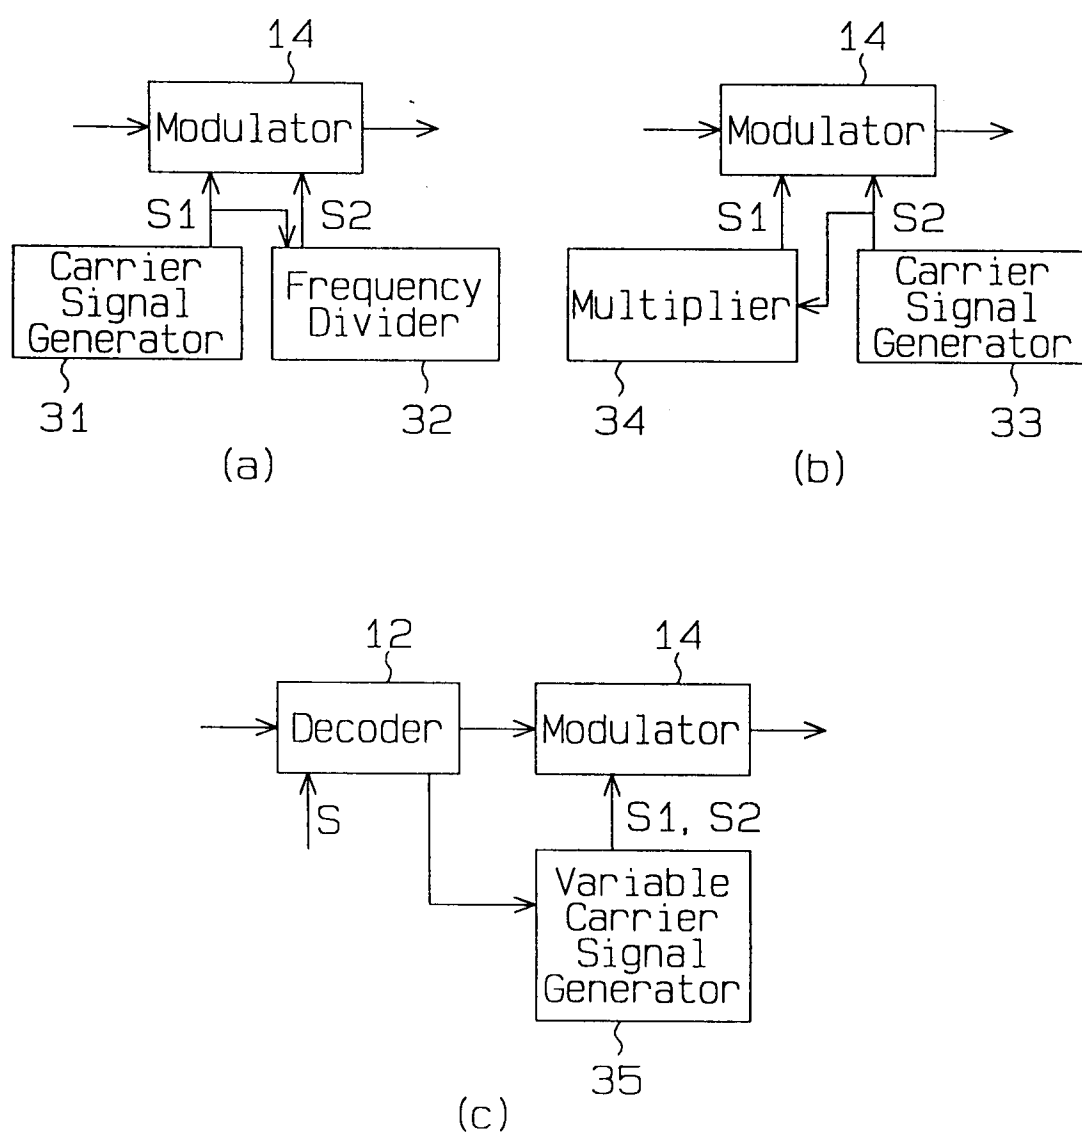 14
Modulator
S1
S2
Carrier
Signal
Generator
Frequency
Divider
31
32
(a)
14
Modulator
S1
S2
Multiplier
Carrier
Signal
Generator
34
33
(b)
12
14
Decoder
Modulator
S
S1, S2
Variable
Carrier
Signal
Generator
35
(c)